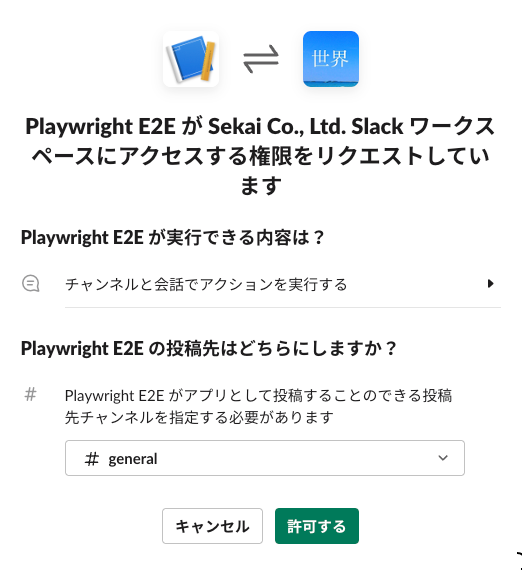 世界
Playwright E2E が Sekai Co., Ltd. Slack ワークス
ペースにアクセスする権限をリクエストしてい
ます
Playwright E2E が実行できる内容は？
チャンネルと会話でアクションを実行する
Playwright E2E の投稿先はどちらにしますか？
# Playwright E2E がアプリとして投稿することのできる投稿
先チャンネルを指定する必要があります
# general
キャンセル 許可する